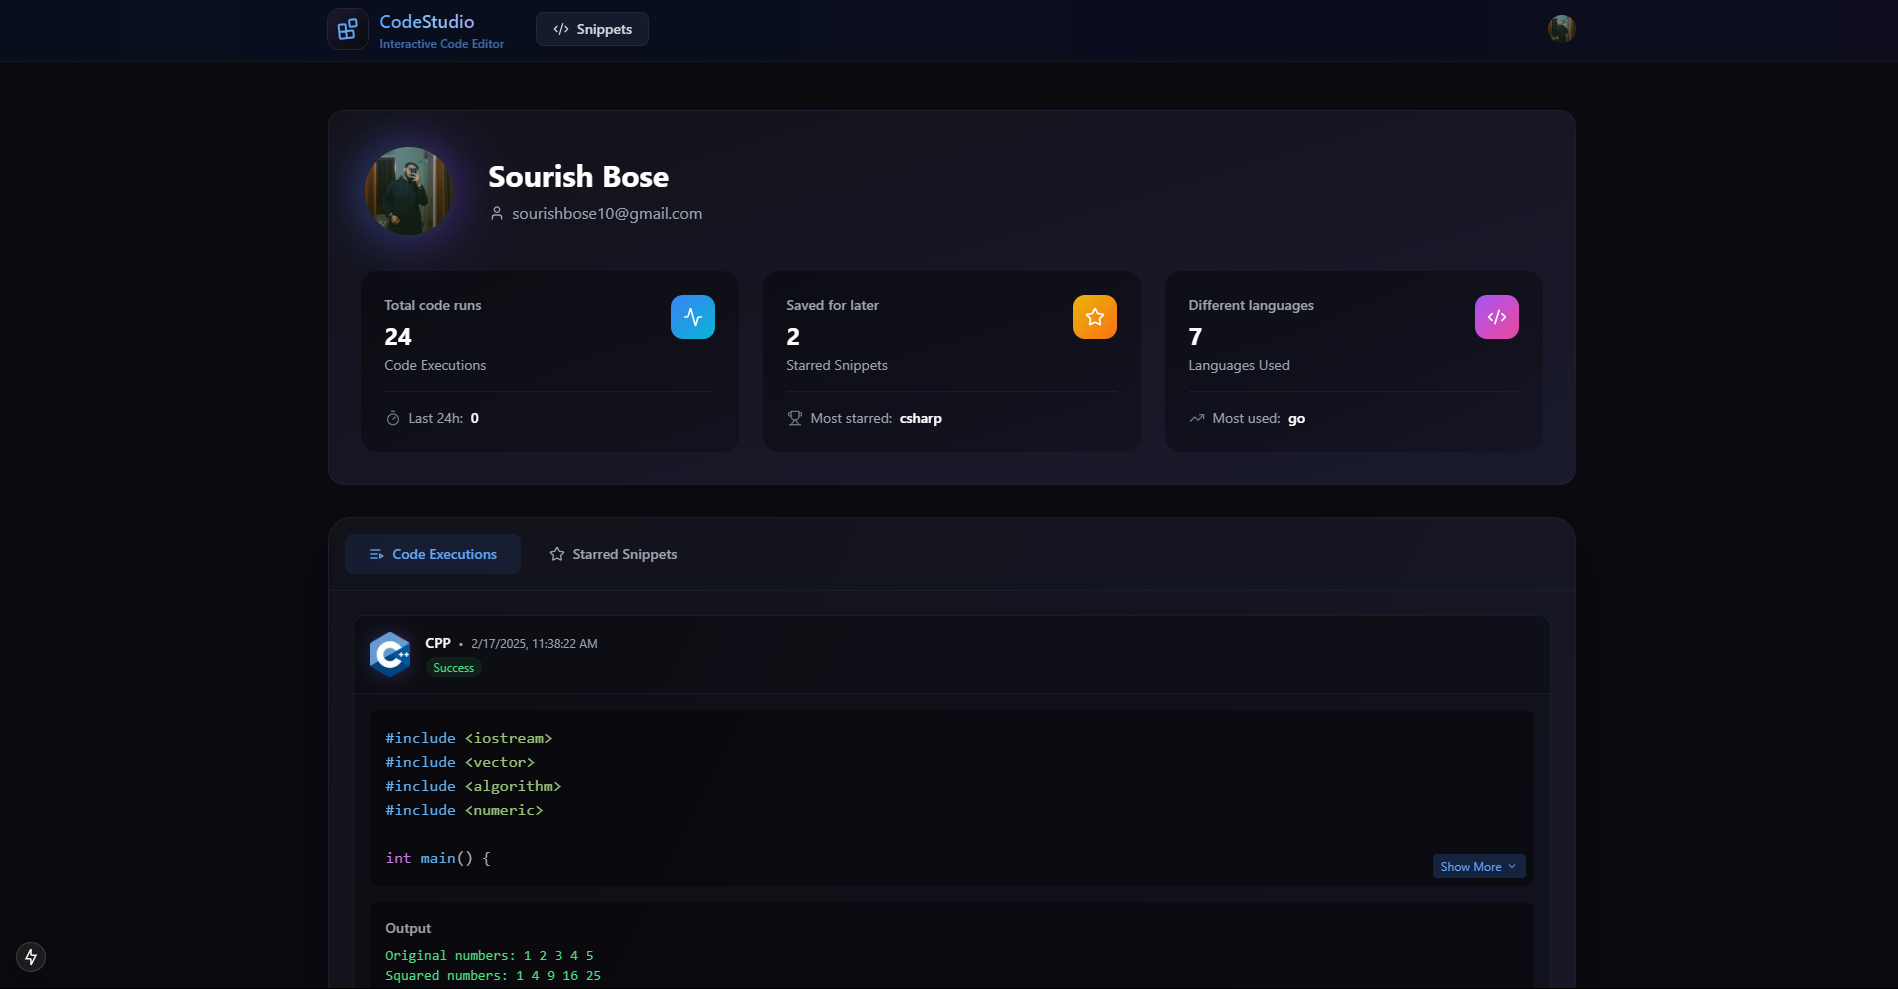 CodeStudio
Interactive Code Editor
</> Snippets
Sourish Bose
sourishbose10@gmail.com
Total code runs
24
Code Executions
Last 24h: 0
Saved for later
2
Starred Snippets
Most starred: csharp
Different languages
7
Languages Used
Most used: go
Code Executions
Starred Snippets
CPP • 2/17/2025, 11:38:22 AM
Success
#include <iostream>
#include <vector>
#include <algorithm>
#include <numeric>
int main() {
Show More
Output
Original numbers: 1 2 3 4 5
Squared numbers: 1 4 9 16 25